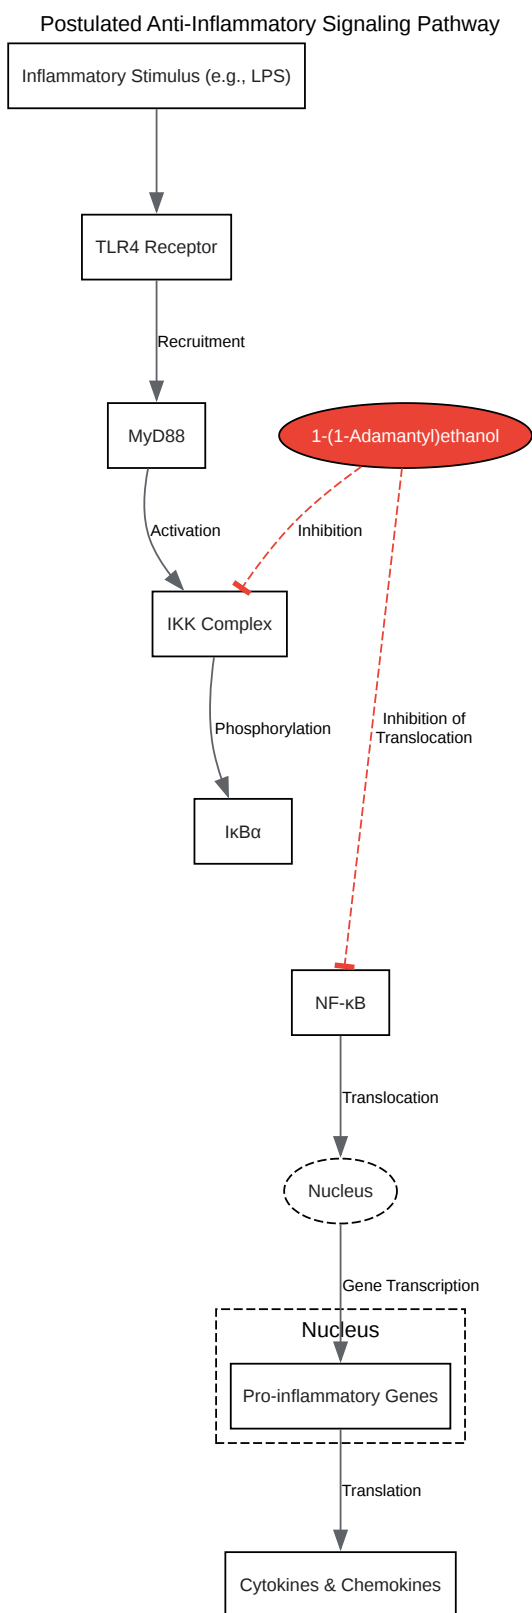 Postulated Anti-Inflammatory Signaling Pathway
Inflammatory Stimulus (e.g., LPS)
TLR4 Receptor
Recruitment
MyD88
1-(1-Adamantyl)ethanol
Activation
Inhibition
IKK Complex
Phosphorylation
Inhibition of
Translocation
IκBα
NF-κB
Translocation
Nucleus
Gene Transcription
Nucleus
Pro-inflammatory Genes
Translation
Cytokines & Chemokines